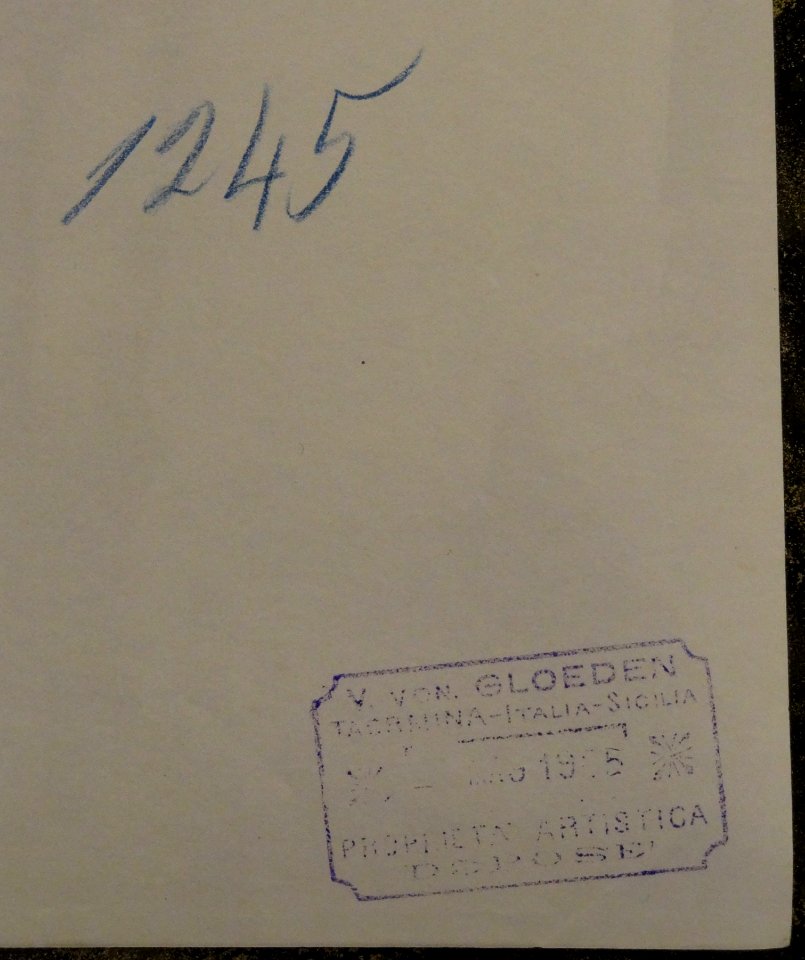 1245
V. VON. GLOEDEN
TAORMINA-ITALIA-SICILIA
PROPRIETA ARTISTICA